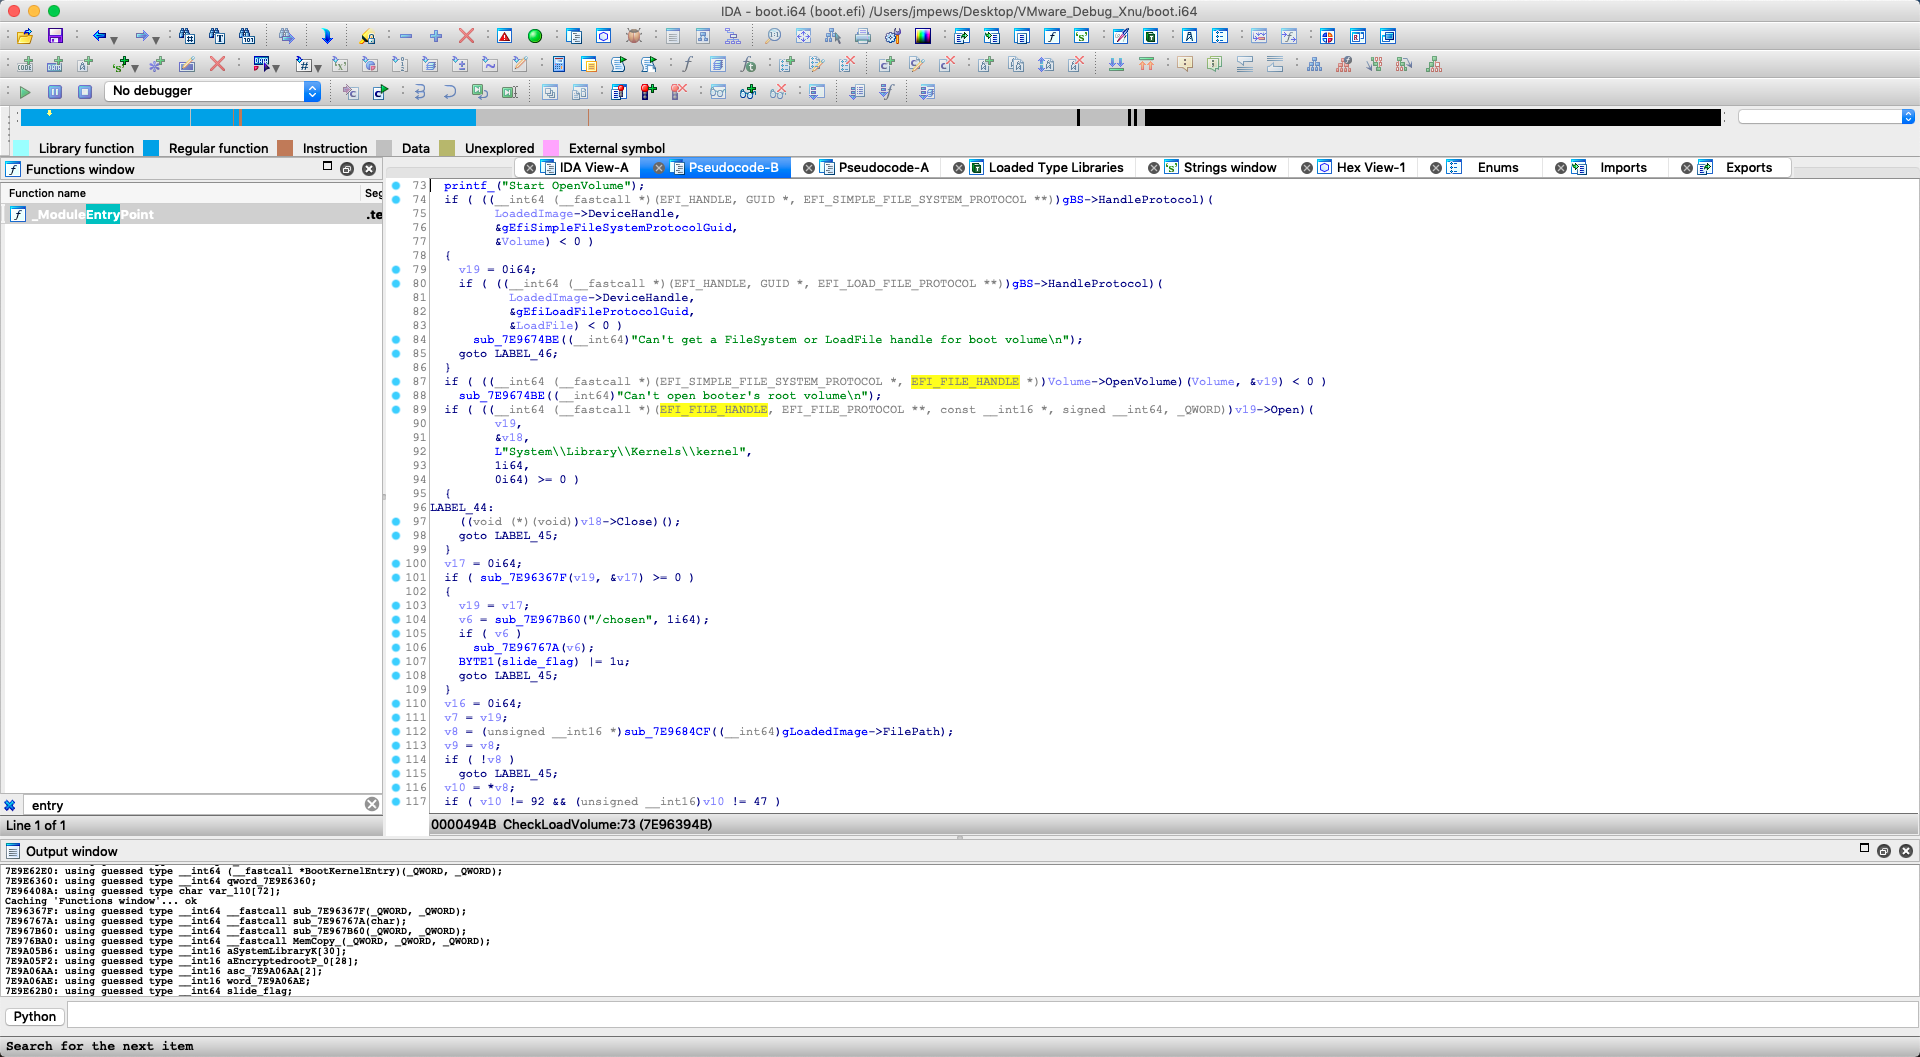 IDA - boot.i64 (boot.efi) /Users/jmpews/Desktop/VMware_Debug_Xnu/boot.i64
No debugger
Library function Regular function Instruction Data Unexplored External symbol
Functions window
IDA View-A Pseudocode-B Pseudocode-A Loaded Type Libraries Strings window Hex View-1 Enums Imports Exports
Function name Seg
_ModuleEntryPoint .te
73 printf_("Start OpenVolume");
74 if ( ((__int64 (__fastcall *)(EFI_HANDLE, GUID *, EFI_SIMPLE_FILE_SYSTEM_PROTOCOL **))gBS->HandleProtocol)(
75 LoadedImage->DeviceHandle,
76 &gEfiSimpleFileSystemProtocolGuid,
77 &Volume) < 0 )
78 {
79 v19 = 0i64;
80 if ( ((__int64 (__fastcall *)(EFI_HANDLE, GUID *, EFI_LOAD_FILE_PROTOCOL **))gBS->HandleProtocol)(
81 LoadedImage->DeviceHandle,
82 &gEfiLoadFileProtocolGuid,
83 &LoadFile) < 0 )
84 sub_7E9674BE((__int64)"Can't get a FileSystem or LoadFile handle for boot volume\n");
85 goto LABEL_46;
86 }
87 if ( ((__int64 (__fastcall *)(EFI_SIMPLE_FILE_SYSTEM_PROTOCOL *, EFI_FILE_HANDLE *))Volume->OpenVolume)(Volume, &v19) < 0 )
88 sub_7E9674BE((__int64)"Can't open booter's root volume\n");
89 if ( ((__int64 (__fastcall *)(EFI_FILE_HANDLE, EFI_FILE_PROTOCOL **, const __int16 *, signed __int64, _QWORD))v19->Open)(
90 v19,
91 &v18,
92 L"System\\Library\\Kernels\\kernel",
93 1i64,
94 0i64) >= 0 )
95 {
96 LABEL_44:
97 ((void (*)(void))v18->Close)();
98 goto LABEL_45;
99 }
100 v17 = 0i64;
101 if ( sub_7E96367F(v19, &v17) >= 0 )
102 {
103 v19 = v17;
104 v6 = sub_7E967B60("/chosen", 1i64);
105 if ( v6 )
106 sub_7E96767A(v6);
107 BYTE1(slide_flag) |= 1u;
108 goto LABEL_45;
109 }
110 v16 = 0i64;
111 v7 = v19;
112 v8 = (unsigned __int16 *)sub_7E9684CF((__int64)gLoadedImage->FilePath);
113 v9 = v8;
114 if ( !v8 )
115 goto LABEL_45;
116 v10 = *v8;
117 if ( v10 != 92 && (unsigned __int16)v10 != 47 )
entry
Line 1 of 1
0000494B CheckLoadVolume:73 (7E96394B)
Output window
7E9E62E0: using guessed type __int64 (__fastcall *BootKernelEntry)(_QWORD, _QWORD);
7E9E6360: using guessed type __int64 qword_7E9E6360;
7E96408A: using guessed type char var_110[72];
Caching 'Functions window'... ok
7E96367F: using guessed type __int64 __fastcall sub_7E96367F(_QWORD, _QWORD);
7E96767A: using guessed type __int64 __fastcall sub_7E96767A(char);
7E967B60: using guessed type __int64 __fastcall sub_7E967B60(_QWORD, _QWORD);
7E976BA0: using guessed type __int64 __fastcall MemCopy_(_QWORD, _QWORD, _QWORD);
7E9A05B6: using guessed type __int16 aSystemLibraryK[30];
7E9A05F2: using guessed type __int16 aEncryptedrootP_0[28];
7E9A06AA: using guessed type __int16 asc_7E9A06AA[2];
7E9A06AE: using guessed type __int16 word_7E9A06AE;
7E9E62B0: using guessed type __int64 slide_flag;
Python
Search for the next item